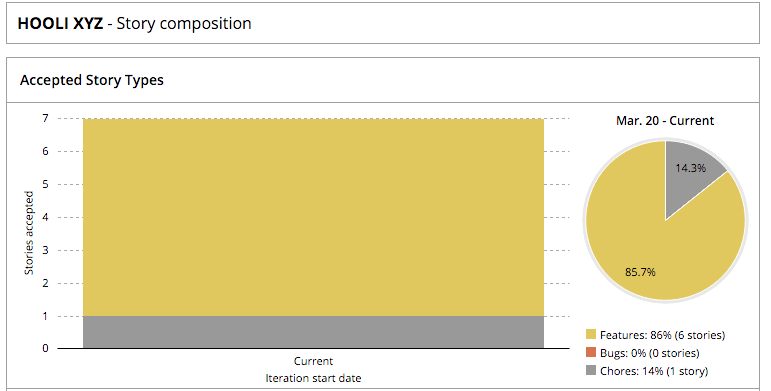 HOOLI XYZ - Story composition
Accepted Story Types
7
6
5
4
3
2
1
0
Stories accepted
Current
Iteration start date
Mar. 20 - Current
14.3%
85.7%
Features: 86% (6 stories)
Bugs: 0% (0 stories)
Chores: 14% (1 story)